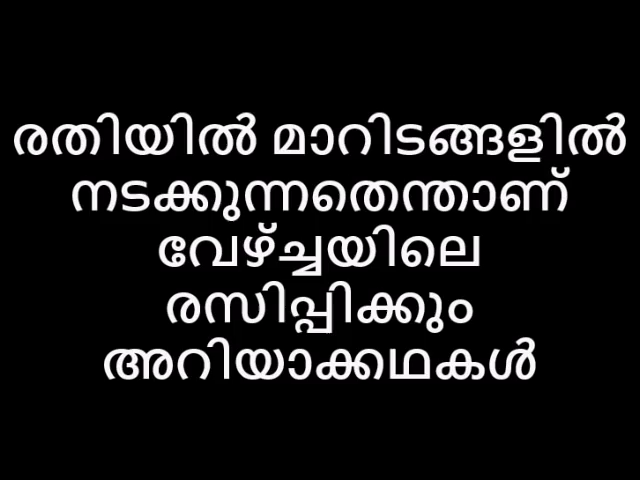 രതിയിൽ മാറിടങ്ങളിൽ
നടക്കുന്നതെന്താണ്
വേഴ്ച്ചയിലെ
രസിപ്പിക്കും
അറിയാക്കഥകൾ